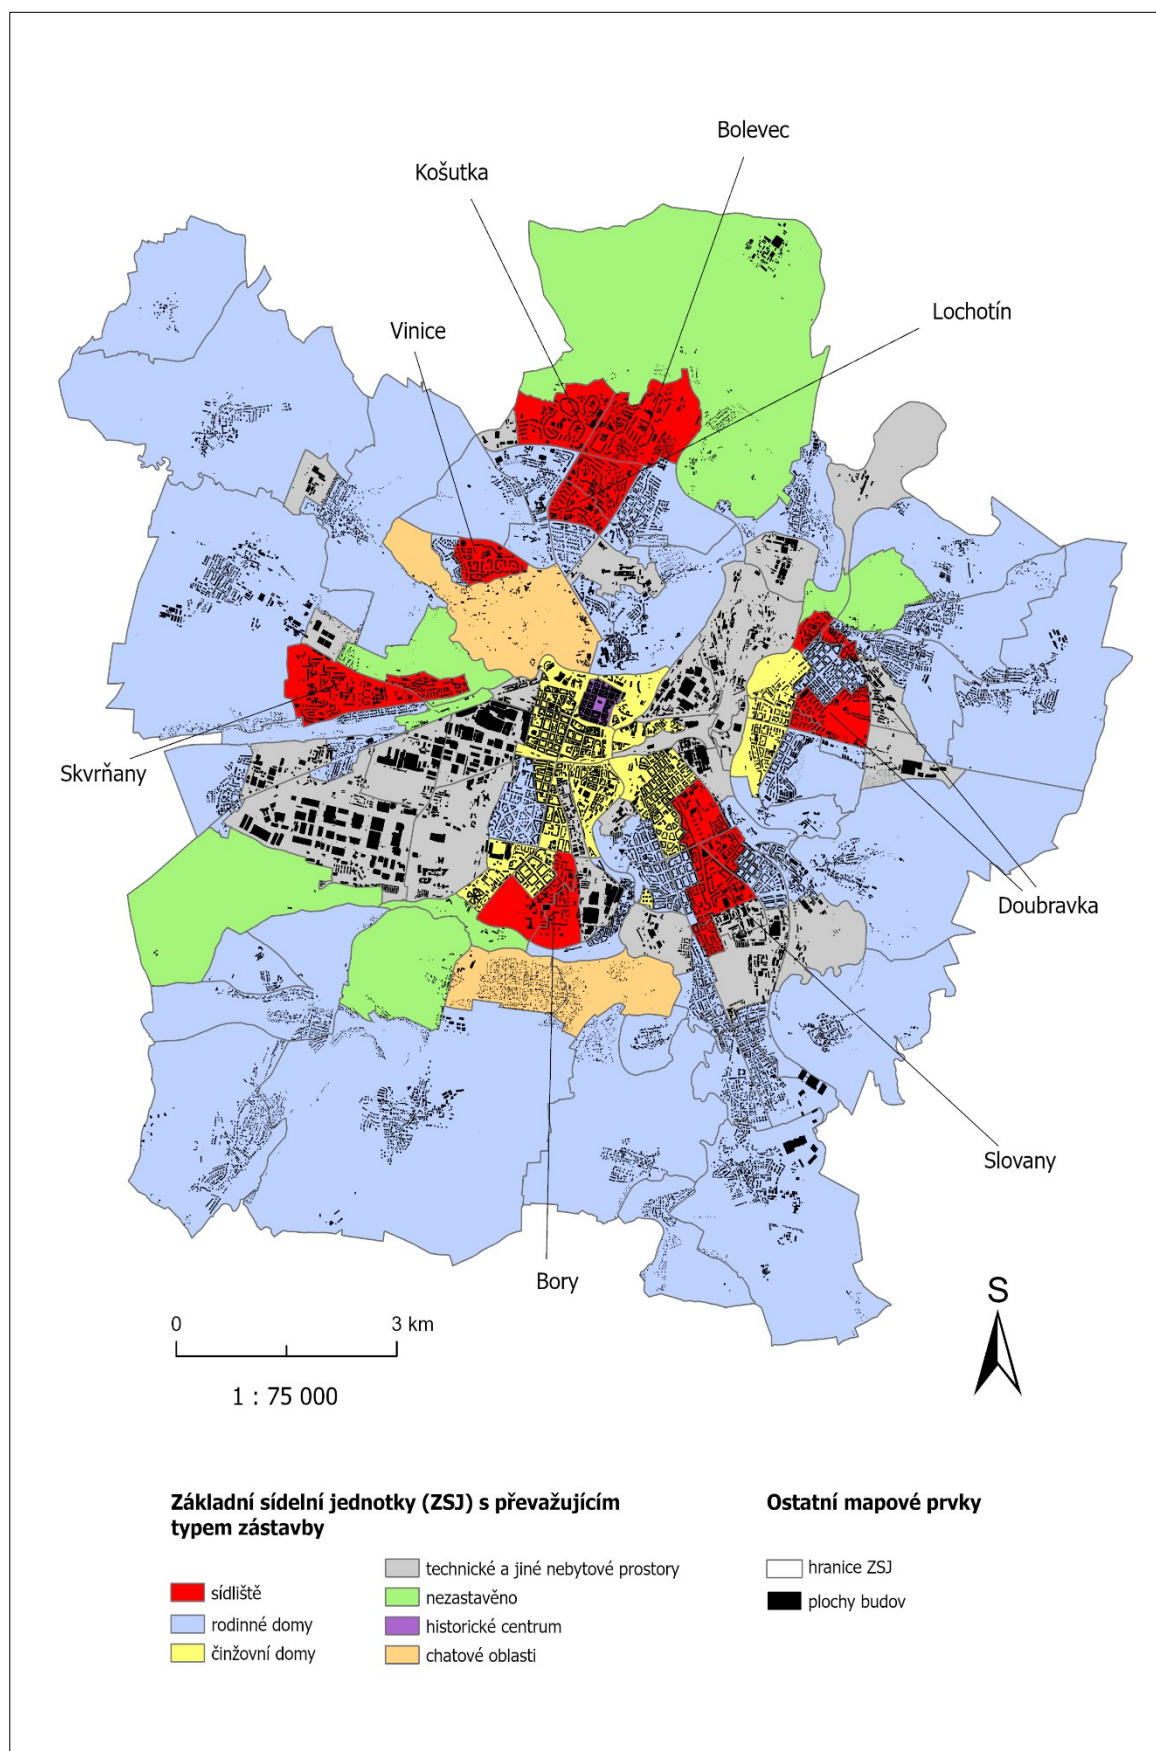 Bolevec
Košutka
Lochotín
Vinice
Skvrňany
Doubravka
Slovany
Bory
S
0 3 km
1 : 75 000
Základní sídelní jednotky (ZSJ) s převažujícím
typem zástavby
sídliště
rodinné domy
činžovní domy
technické a jiné nebytové prostory
nezastavěno
historické centrum
chatové oblasti
Ostatní mapové prvky
hranice ZSJ
plochy budov